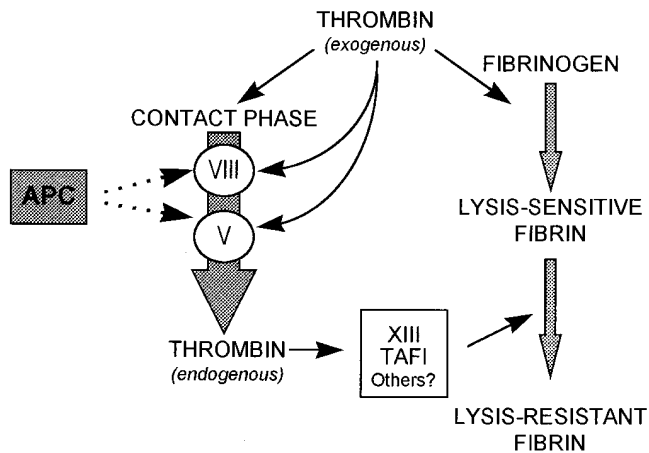 THROMBIN
(exogenous)
FIBRINOGEN
CONTACT PHASE
VIII
APC
V
LYSIS-SENSITIVE
FIBRIN
THROMBIN
(endogenous)
XIII
TAFI
Others?
LYSIS-RESISTANT
FIBRIN